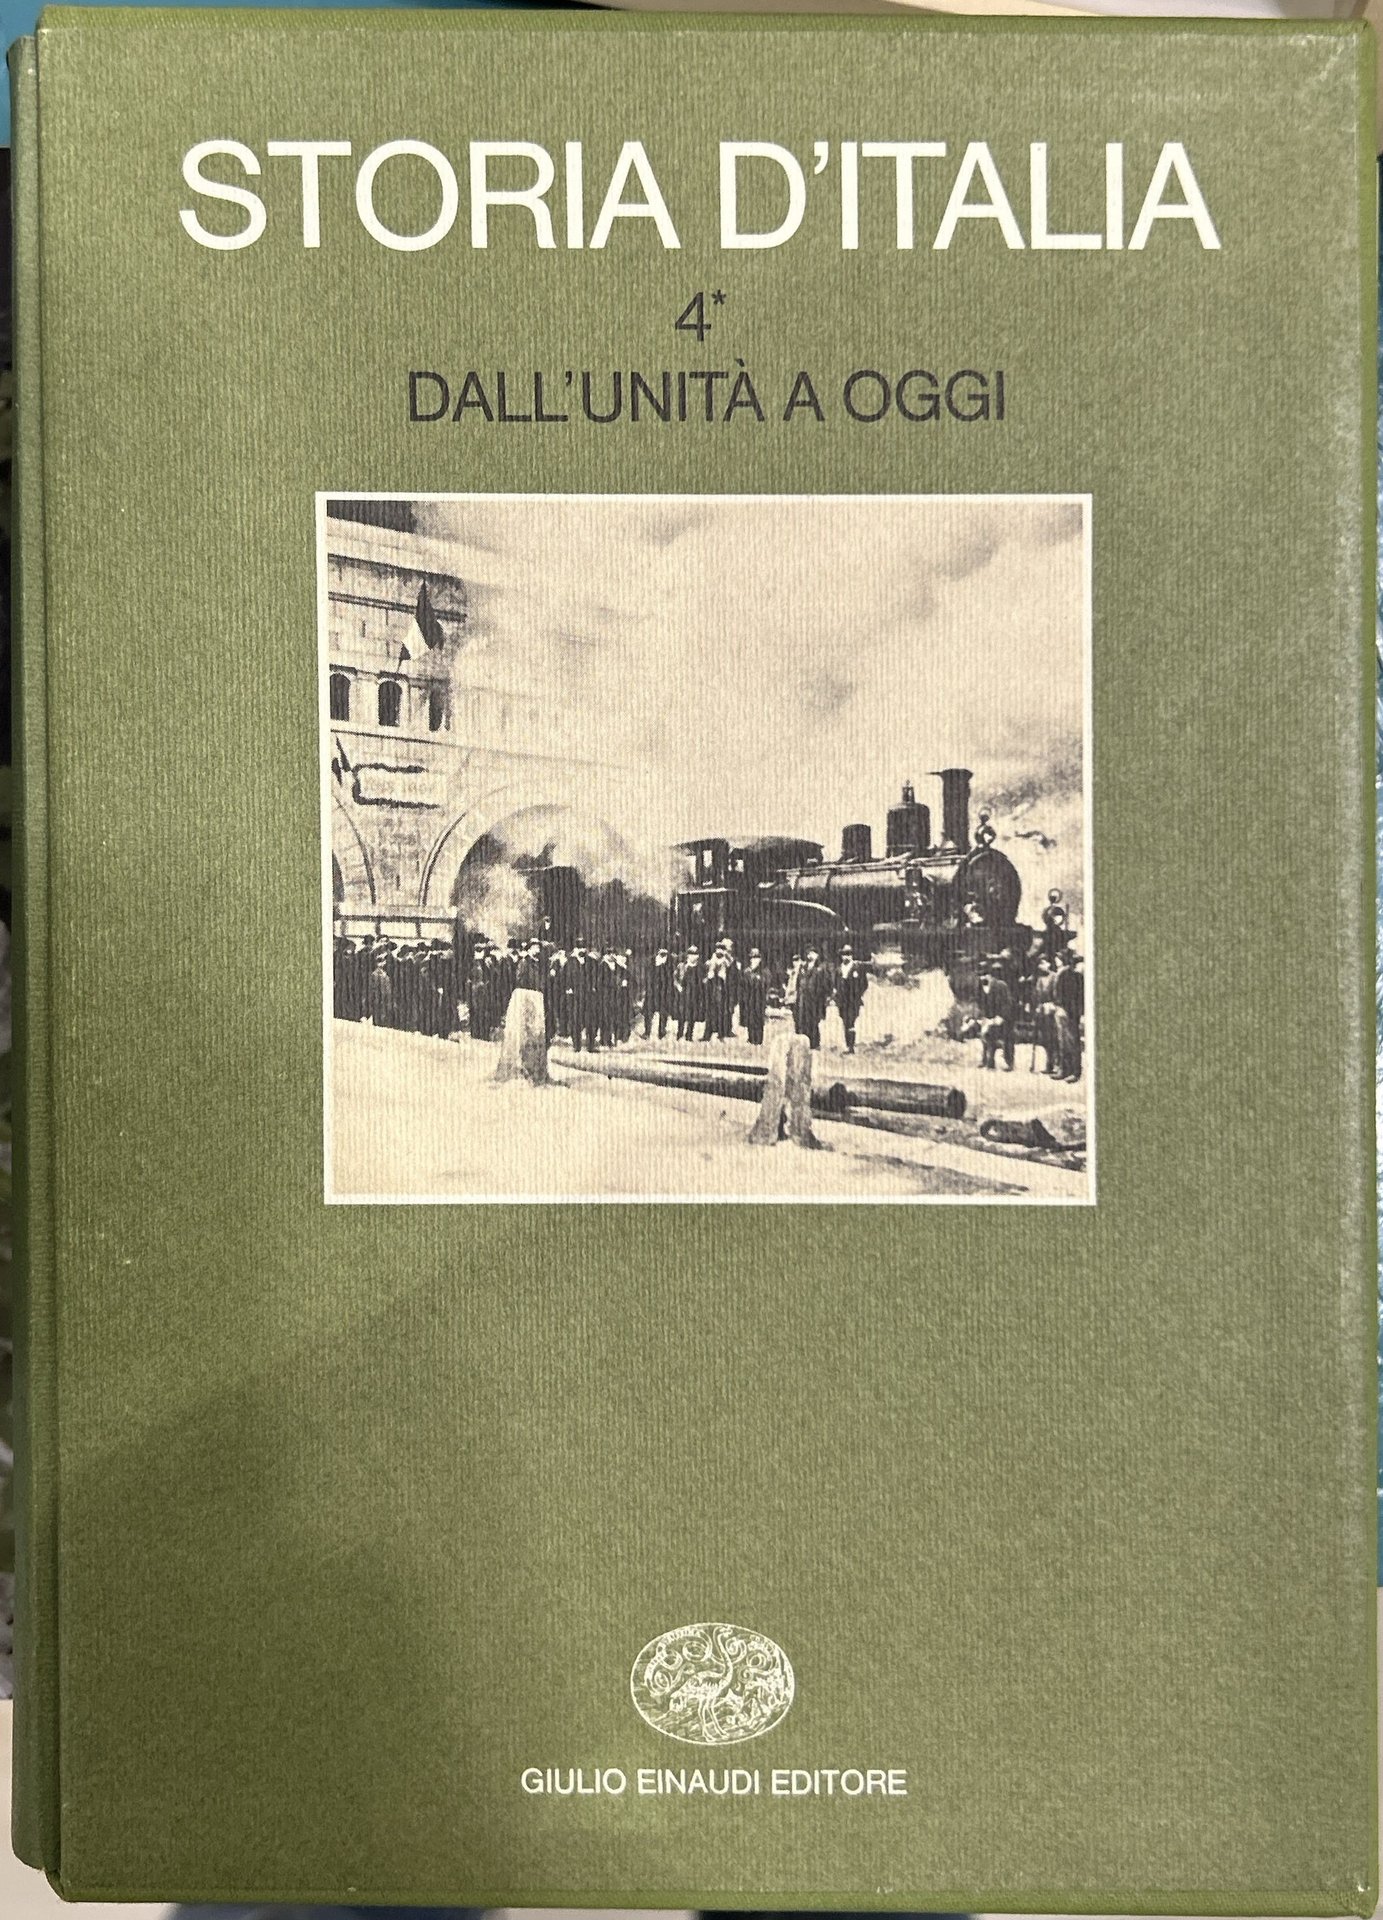 STORIA D'ITALIA
4*
DALL'UNITÀ A OGGI
GIULIO EINAUDI EDITORE